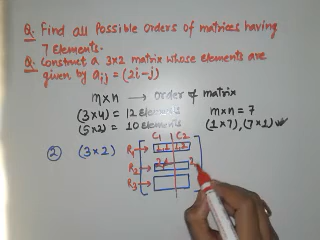 Q. Find all Possible Orders of matrices having
7 Elements.
Q. Construct a 3x2 matrix whose elements are
given by aij = (2i-j)
m×n → Order of matrix
(3×4) = 12 Elements
m×n = 7
(5×2) = 10 Elements
(1×7), (7×1)
C1 C2
2 (3×2)
R1→
R2→
R3→